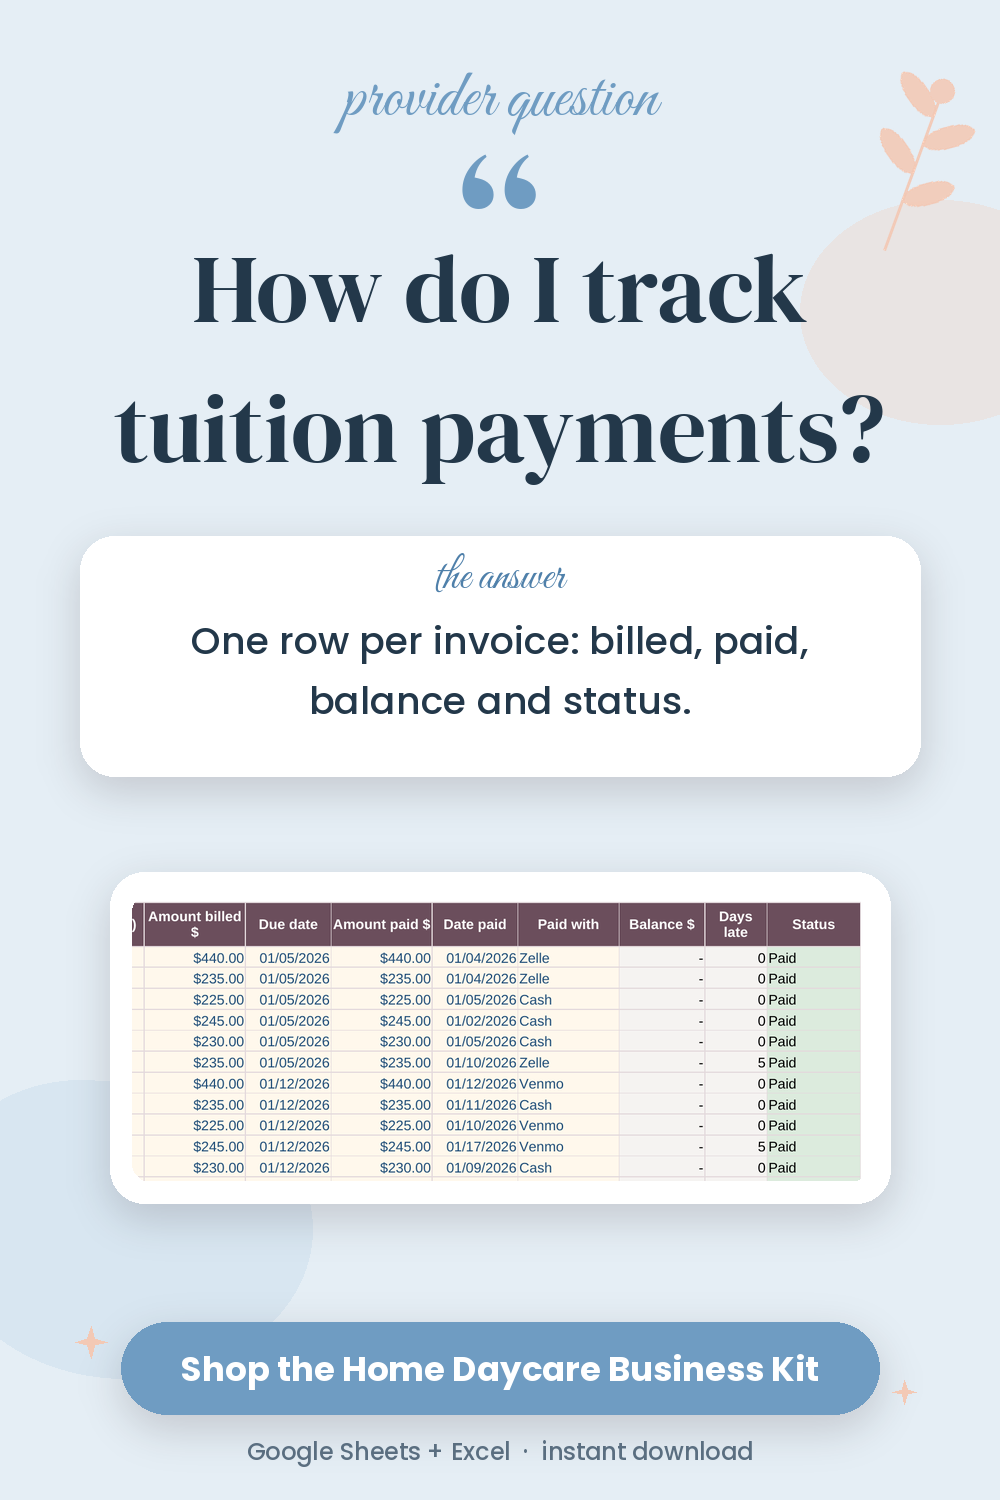 provider question
“
How do I track
tuition payments?
the answer
One row per invoice: billed, paid,
balance and status.
) Amount billed $ Due date Amount paid $ Date paid Paid with Balance $ Days late Status
$440.00 01/05/2026 $440.00 01/04/2026 Zelle - 0 Paid
$235.00 01/05/2026 $235.00 01/04/2026 Zelle - 0 Paid
$225.00 01/05/2026 $225.00 01/05/2026 Cash - 0 Paid
$245.00 01/05/2026 $245.00 01/02/2026 Cash - 0 Paid
$230.00 01/05/2026 $230.00 01/05/2026 Cash - 0 Paid
$235.00 01/05/2026 $235.00 01/10/2026 Zelle - 5 Paid
$440.00 01/12/2026 $440.00 01/12/2026 Venmo - 0 Paid
$235.00 01/12/2026 $235.00 01/11/2026 Cash - 0 Paid
$225.00 01/12/2026 $225.00 01/10/2026 Venmo - 0 Paid
$245.00 01/12/2026 $245.00 01/17/2026 Venmo - 5 Paid
$230.00 01/12/2026 $230.00 01/09/2026 Cash - 0 Paid
Shop the Home Daycare Business Kit
Google Sheets + Excel · instant download